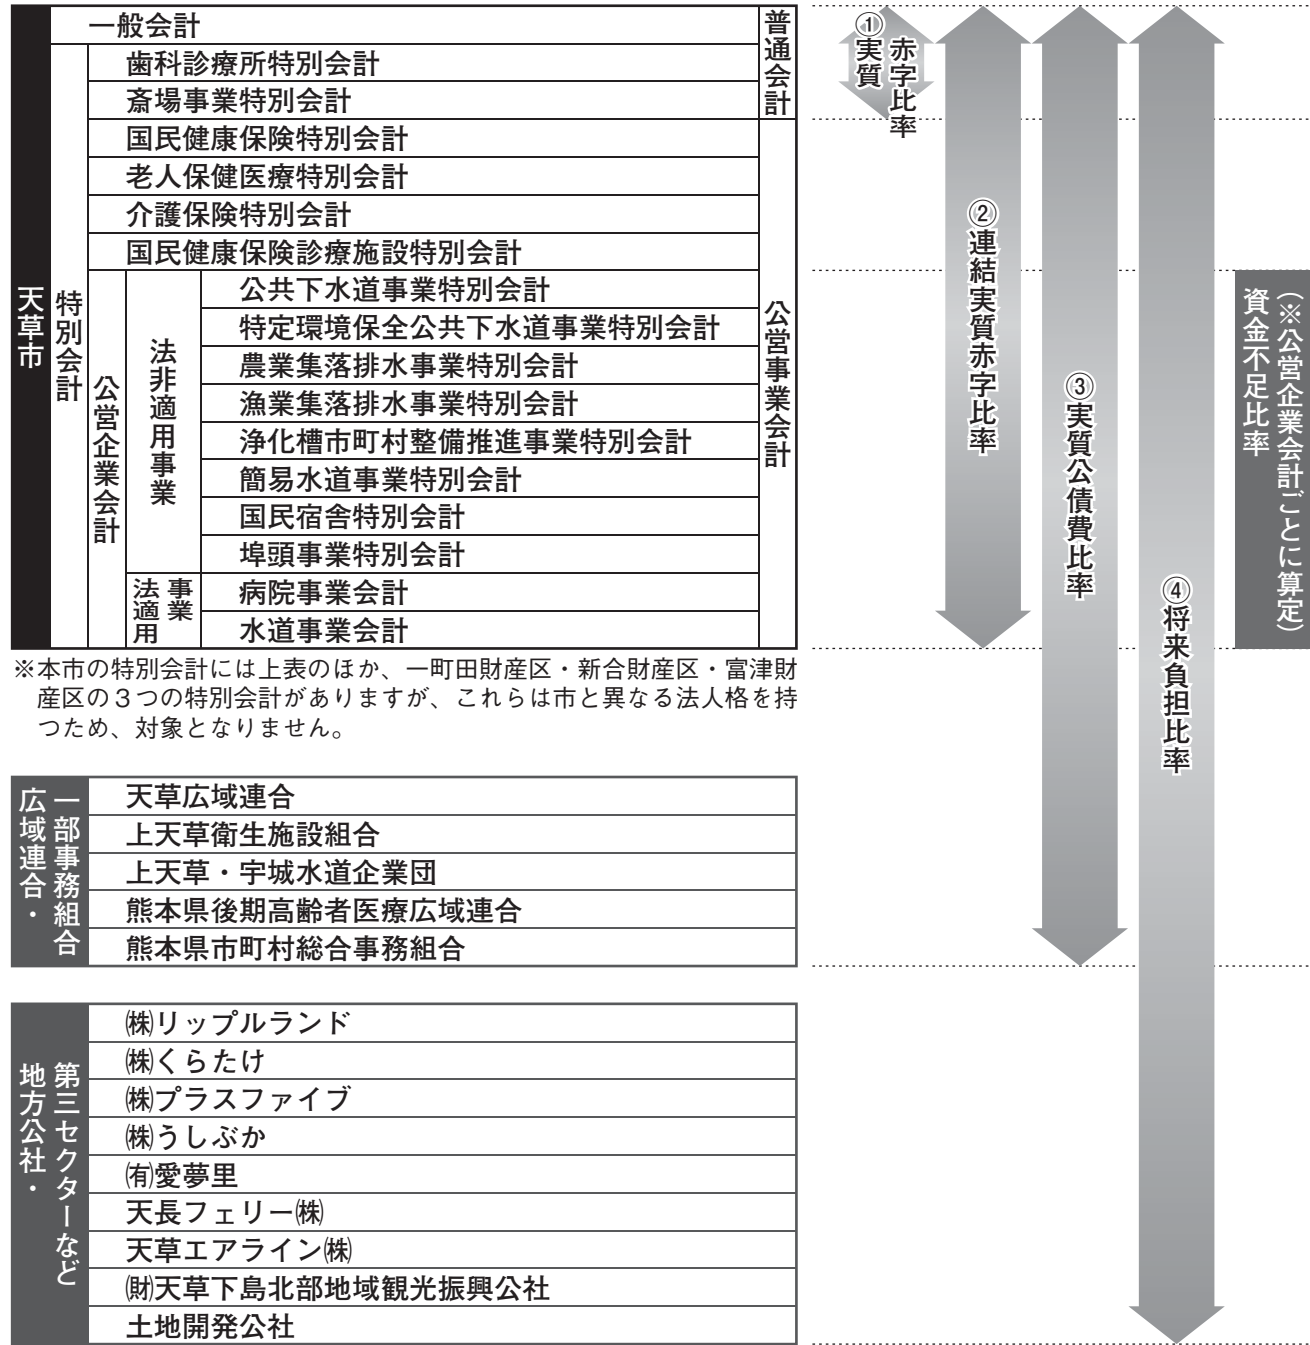 天草市
一般会計
特別会計
歯科診療所特別会計
斎場事業特別会計
国民健康保険特別会計
老人保健医療特別会計
介護保険特別会計
国民健康保険診療施設特別会計
公営企業会計
法非適用事業
公共下水道事業特別会計
特定環境保全公共下水道事業特別会計
農業集落排水事業特別会計
漁業集落排水事業特別会計
浄化槽市町村整備推進事業特別会計
簡易水道事業特別会計
国民宿舎特別会計
埠頭事業特別会計
法適用
事業
病院事業会計
水道事業会計
普通会計
公営事業会計
※本市の特別会計には上表のほか、一町田財産区・新合財産区・富津財
産区の３つの特別会計がありますが、これらは市と異なる法人格を持
つため、対象となりません。
一部事務組合
広域連合・
天草広域連合
上天草衛生施設組合
上天草・宇城水道企業団
熊本県後期高齢者医療広域連合
熊本県市町村総合事務組合
地方公社・
第三セクターなど
㈱リップルランド
㈱くらたけ
㈱プラスファイブ
㈱うしぶか
㈲愛夢里
天長フェリー㈱
天草エアライン㈱
㈶天草下島北部地域観光振興公社
土地開発公社
①実質
赤字比率
②連結実質赤字比率
③実質公債費比率
④将来負担比率
資金不足比率
（※公営企業会計ごとに算定）